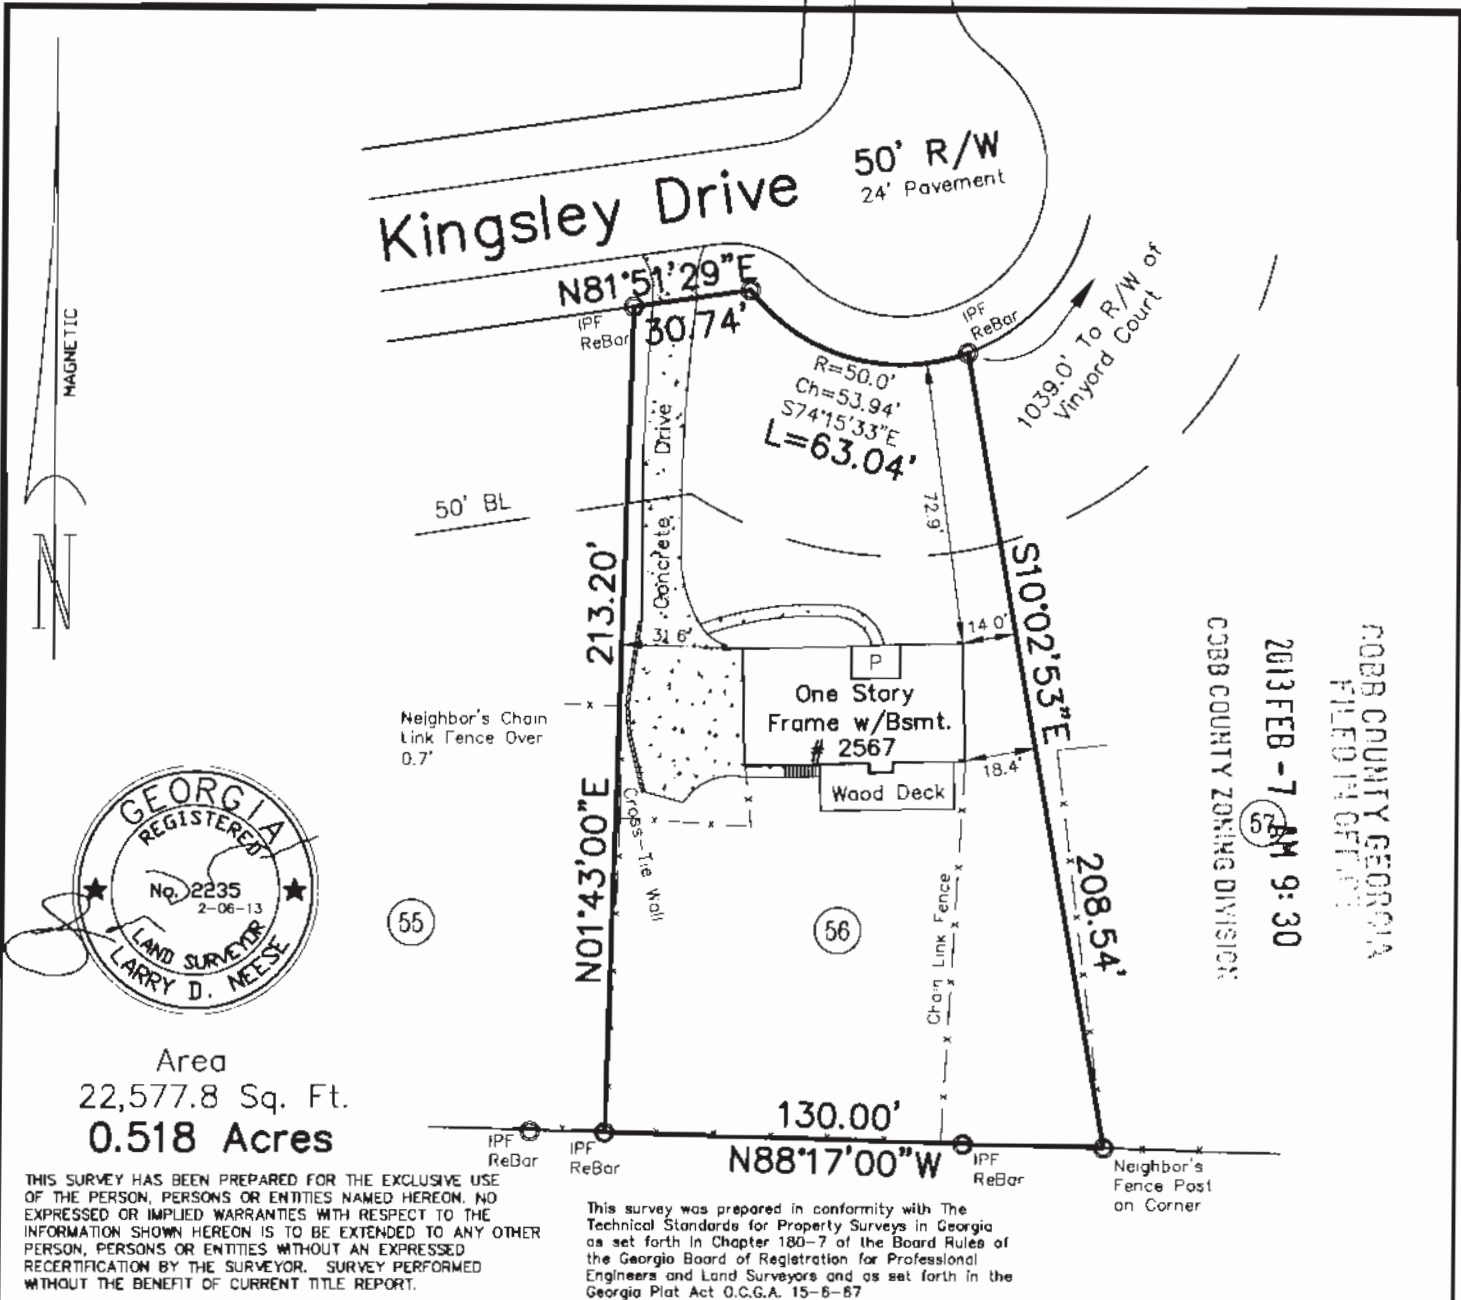 50' R/W
24' Pavement
Kingsley Drive
N81°51'29"E
30.74'
IPF
ReBar
IPF
ReBar
1039.0' To R/W of
Vinyard Court
MAGNETIC
N
R=50.0'
Ch=53.94'
S74°15'33"E
L=63.04'
Concrete Drive
50' BL
72.9'
213.20'
N01°43'00"E
S10°02'53"E
208.54'
31.6'
14.0'
P
One Story
Frame w/Bsmt.
# 2567
18.4'
Wood Deck
Neighbor's Chain
Link Fence Over
0.7'
Cross-Tie Wall
Chain Link Fence
55
56
57
COBB COUNTY GEORGIA
FILED IN OFFICE
2013 FEB -7 AM 9:30
COBB COUNTY ZONING DIVISION
GEORGIA
REGISTERED
No. 2235
2-06-13
LAND SURVEYOR
LARRY D. NEESE
Area
22,577.8 Sq. Ft.
0.518 Acres
130.00'
N88°17'00"W
IPF
ReBar
IPF
ReBar
IPF
ReBar
Neighbor's
Fence Post
on Corner
THIS SURVEY HAS BEEN PREPARED FOR THE EXCLUSIVE USE
OF THE PERSON, PERSONS OR ENTITIES NAMED HEREON. NO
EXPRESSED OR IMPLIED WARRANTIES WITH RESPECT TO THE
INFORMATION SHOWN HEREON IS TO BE EXTENDED TO ANY OTHER
PERSON, PERSONS OR ENTITIES WITHOUT AN EXPRESSED
RECERTIFICATION BY THE SURVEYOR. SURVEY PERFORMED
WITHOUT THE BENEFIT OF CURRENT TITLE REPORT.
This survey was prepared in conformity with The
Technical Standards for Property Surveys in Georgia
as set forth in Chapter 180-7 of the Board Rules of
the Georgia Board of Registration for Professional
Engineers and Land Surveyors and as set forth in the
Georgia Plat Act O.C.G.A. 15-6-67